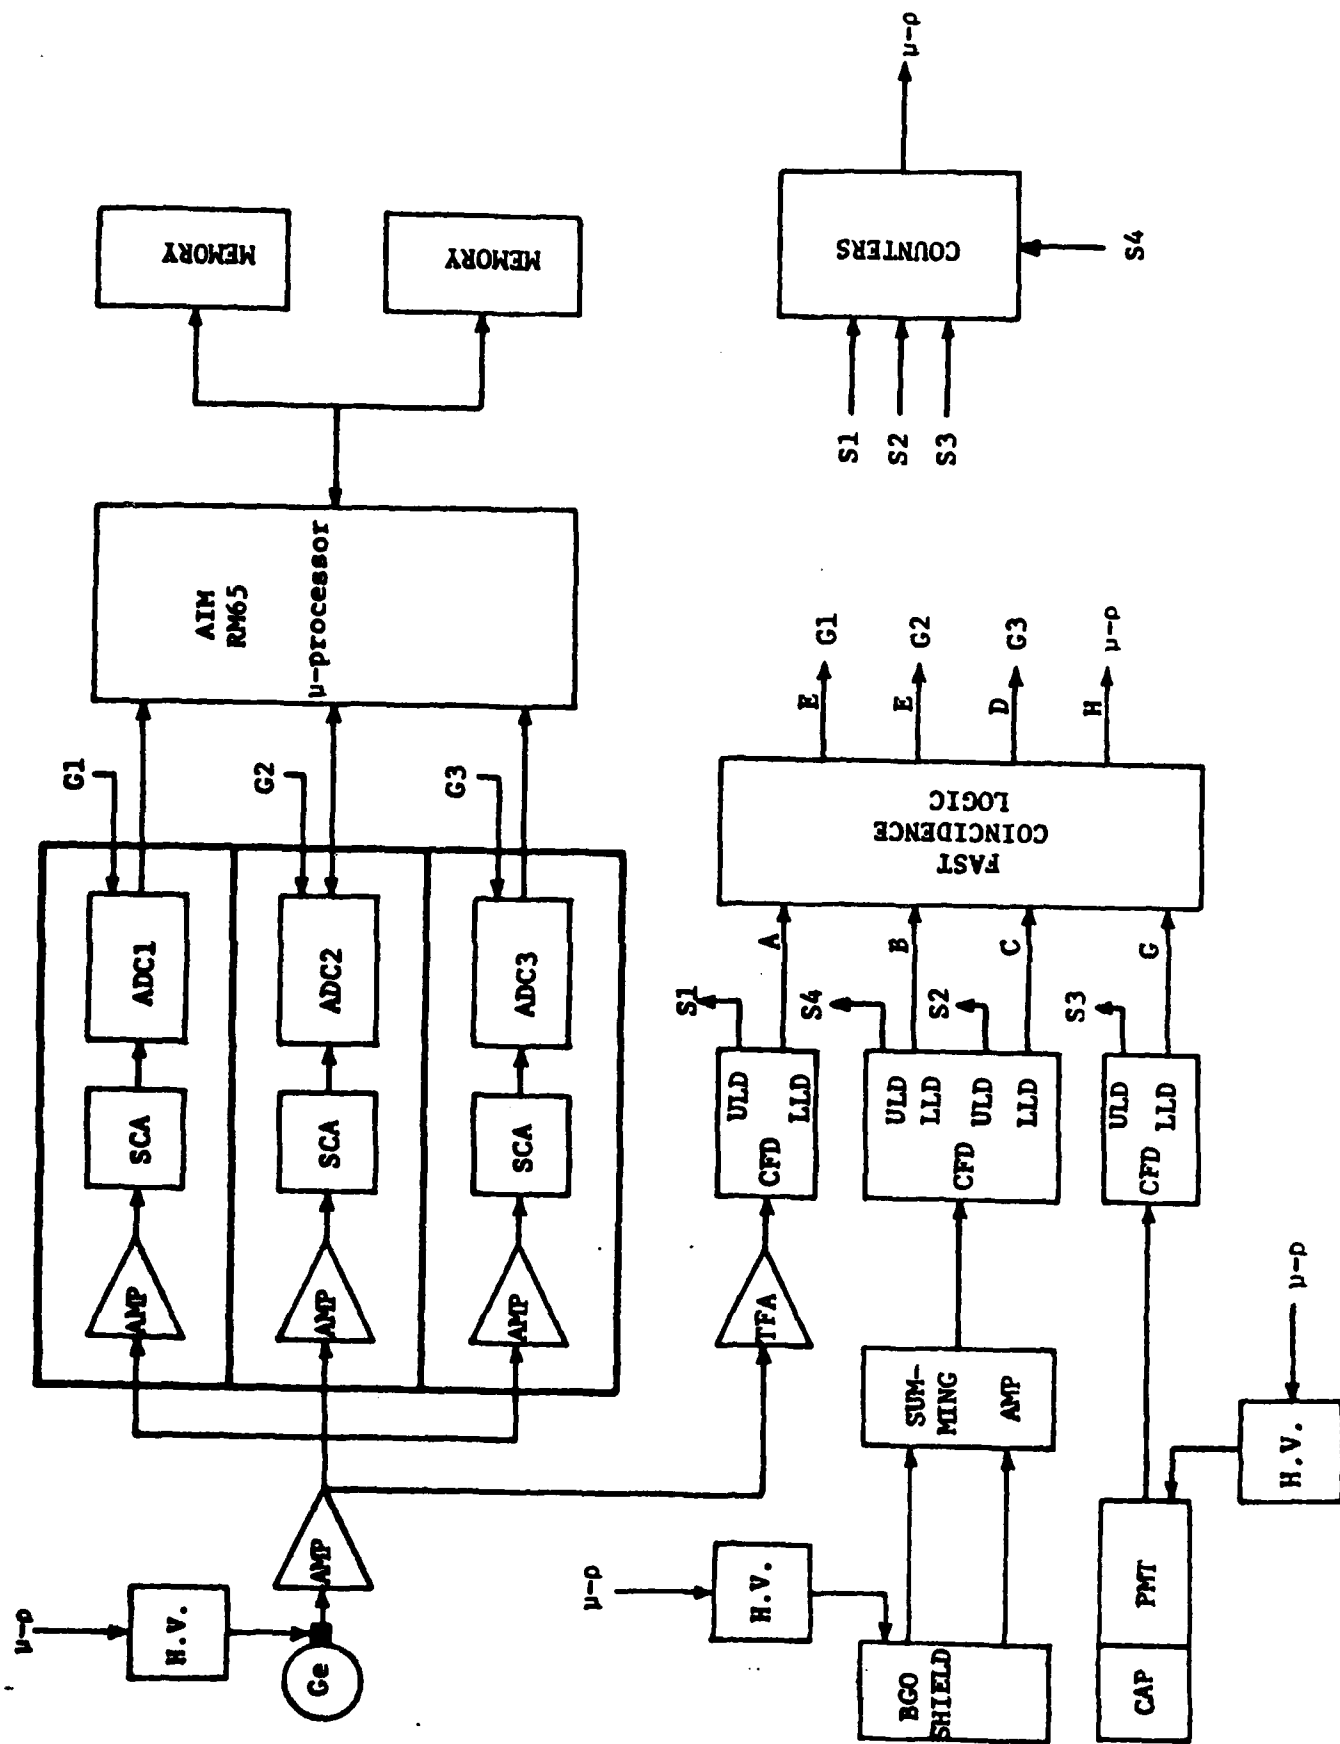 μ-ρ
H.V.
Ge
AMP
AMP
SCA
ADC1
G1
AMP
SCA
ADC2
G2
AMP
SCA
ADC3
G3
AIM
RM65
μ-processor
MEMORY
MEMORY
TFA
ULD
CFD
LLD
S1
A
μ-ρ
H.V.
BGO
SHIELD
SUM-
MING
AMP
ULD
LLD
CFD
ULD
LLD
S4
B
S2
C
CAP
PMT
H.V.
μ-ρ
ULD
CFD
LLD
S3
G
FAST
COINCIDENCE
LOGIC
E
G1
E
G2
D
G3
H
μ-ρ
S1
S2
S3
S4
COUNTERS
μ-ρ